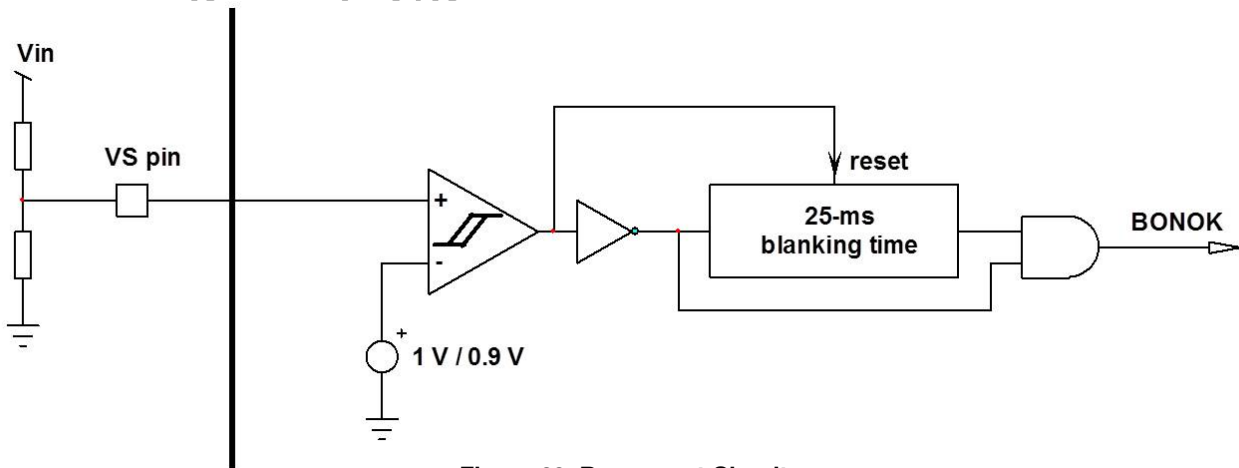 Vin
VS pin
+
-
+
1 V / 0.9 V
reset
25-ms
blanking time
BONOK